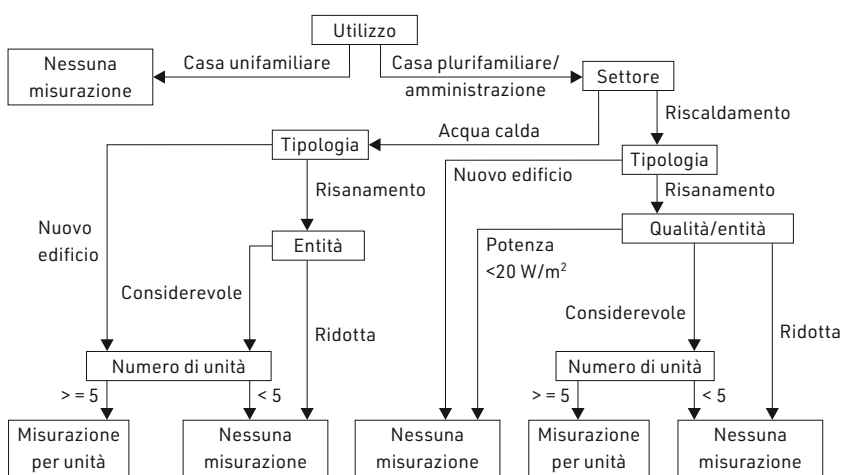 Utilizzo
Nessuna
misurazione
Casa unifamiliare
Casa plurifamiliare/
amministrazione
Settore
Acqua calda
Riscaldamento
Tipologia
Nuovo edificio
Tipologia
Risanamento
Risanamento
Nuovo
edificio
Entità
Potenza
<20 W/m²
Qualità/entità
Considerevole
Ridotta
Considerevole
Ridotta
Numero di unità
Numero di unità
> = 5
< 5
> = 5
< 5
Misurazione
per unità
Nessuna
misurazione
Nessuna
misurazione
Misurazione
per unità
Nessuna
misurazione